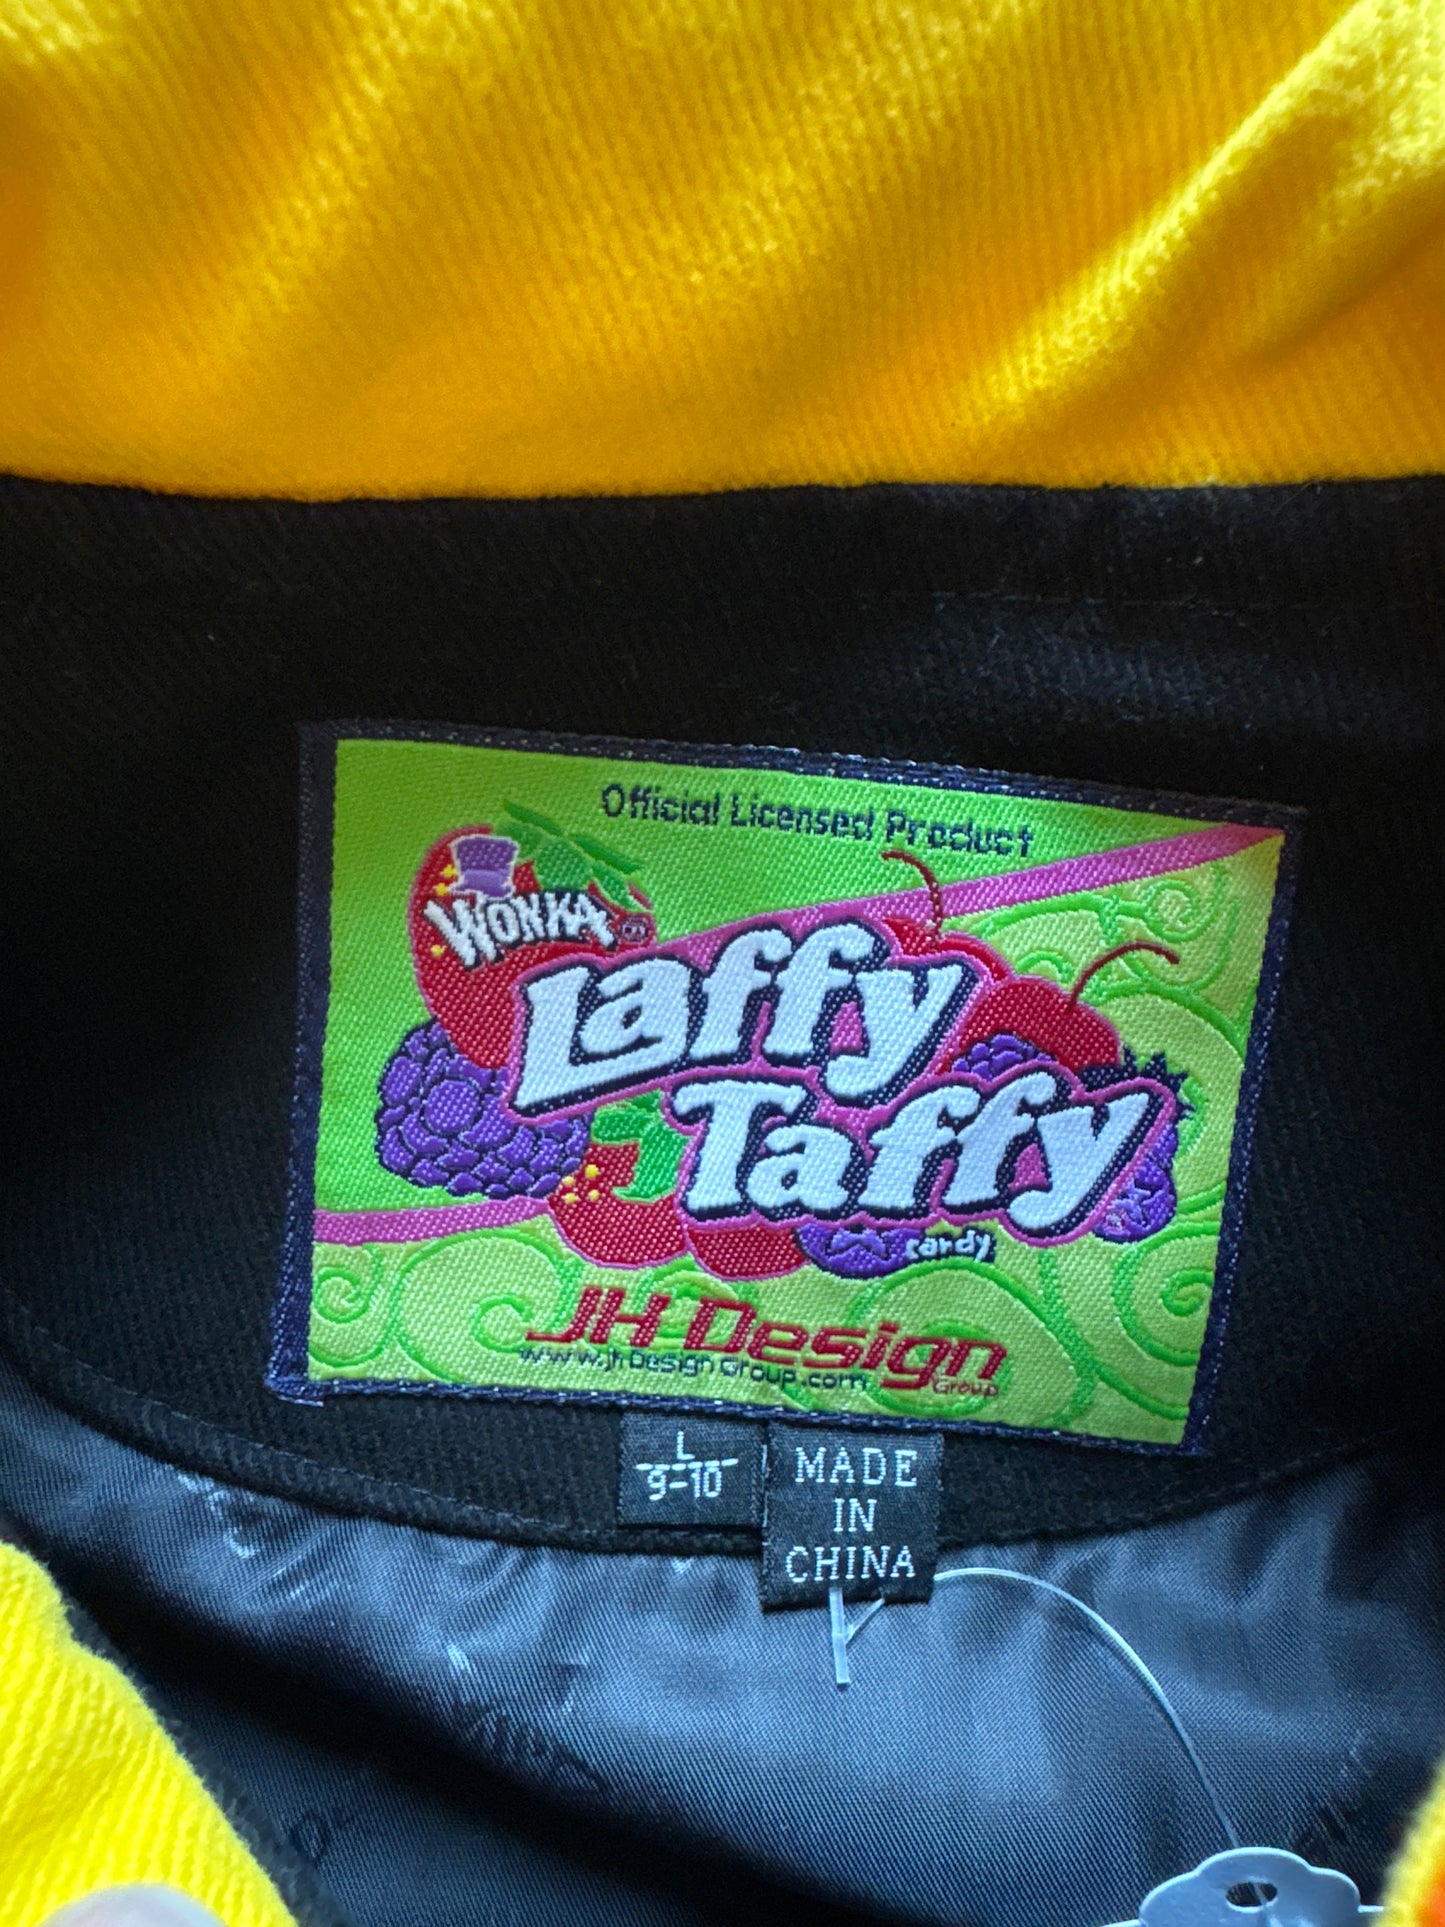 Official Licensed Product
WONKA
Laffy
Taffy
candy
JH Design
Group
www.jhDesignGroup.com
L
9-10
MADE
IN
CHINA